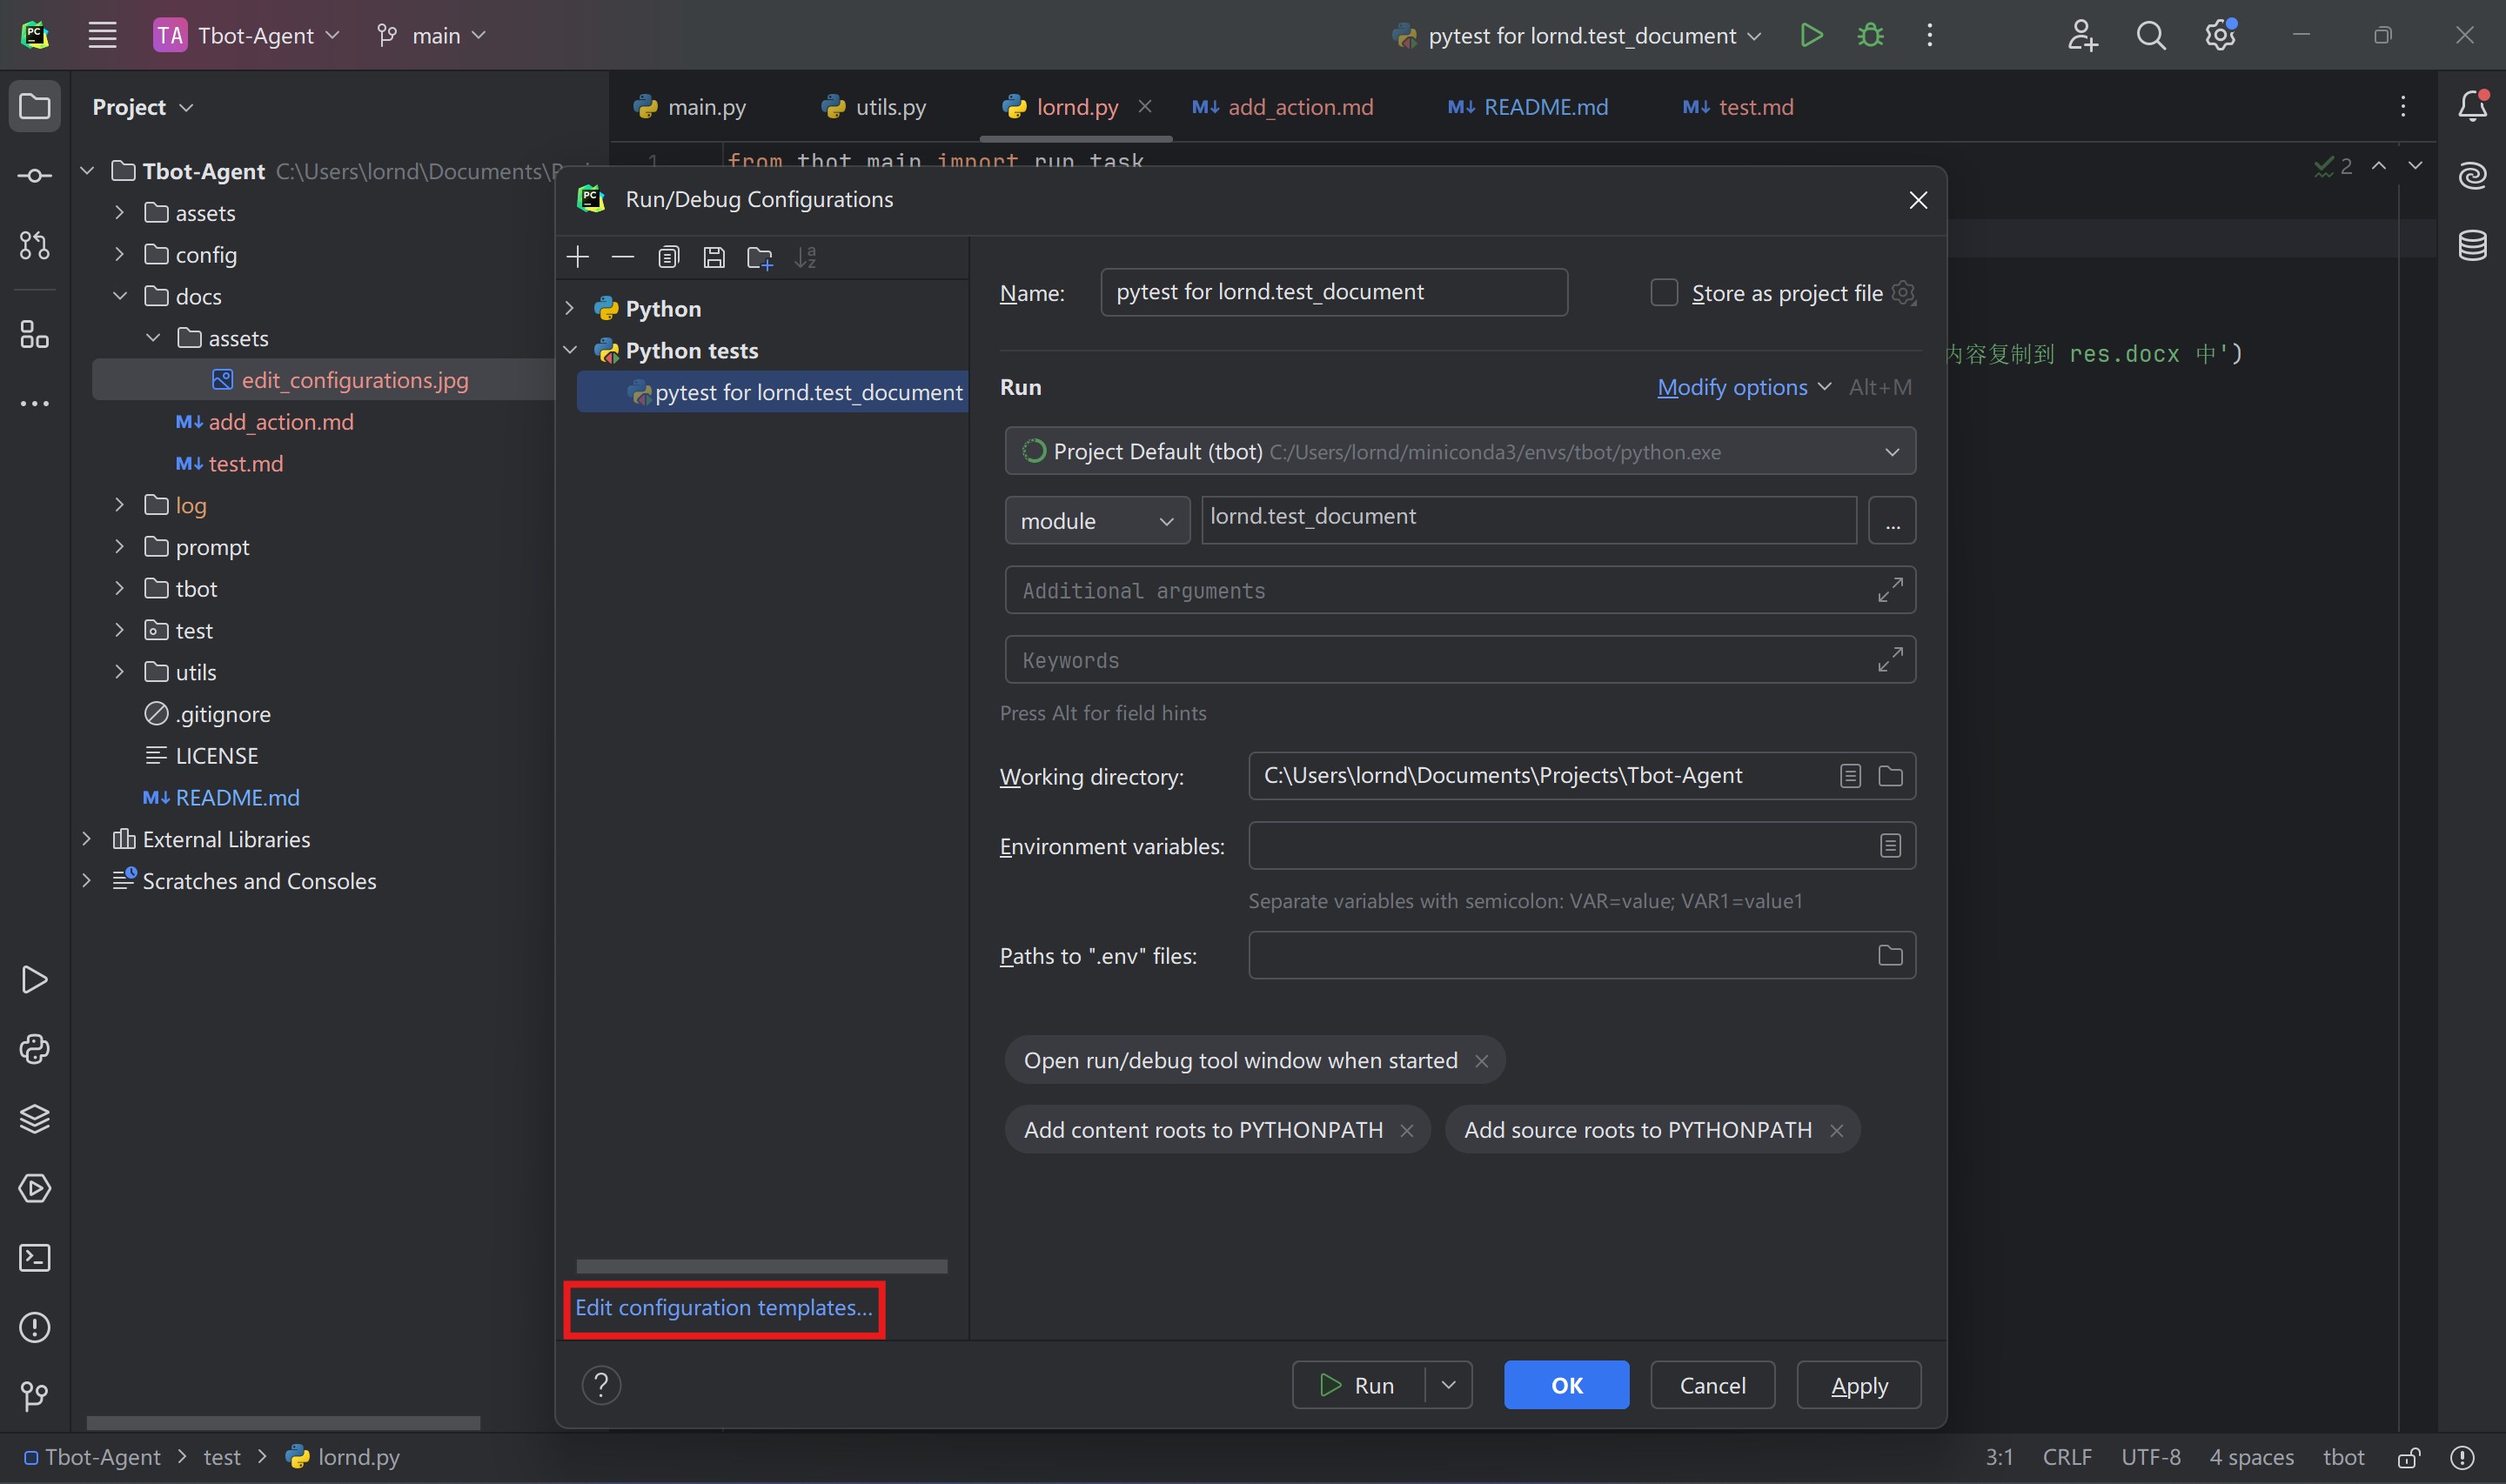 TA Tbot-Agent main pytest for lornd.test_document
Project main.py utils.py lornd.py add_action.md README.md test.md
Tbot-Agent C:\Users\lornd\Documents\
1 from tbot.main import run_task
2
assets
config
docs
assets
edit_configurations.jpg
add_action.md
test.md
log
prompt
tbot
test
utils
.gitignore
LICENSE
README.md
External Libraries
Scratches and Consoles
Run/Debug Configurations
Python
Python tests
pytest for lornd.test_document
Edit configuration templates...
Name: pytest for lornd.test_document Store as project file
内容复制到 res.docx 中')
Run Modify options Alt+M
Project Default (tbot) C:/Users/lornd/miniconda3/envs/tbot/python.exe
module lornd.test_document ...
Additional arguments
Keywords
Press Alt for field hints
Working directory: C:\Users\lornd\Documents\Projects\Tbot-Agent
Environment variables:
Separate variables with semicolon: VAR=value; VAR1=value1
Paths to ".env" files:
Open run/debug tool window when started
Add content roots to PYTHONPATH Add source roots to PYTHONPATH
? Run OK Cancel Apply
Tbot-Agent > test > lornd.py 3:1 CRLF UTF-8 4 spaces tbot